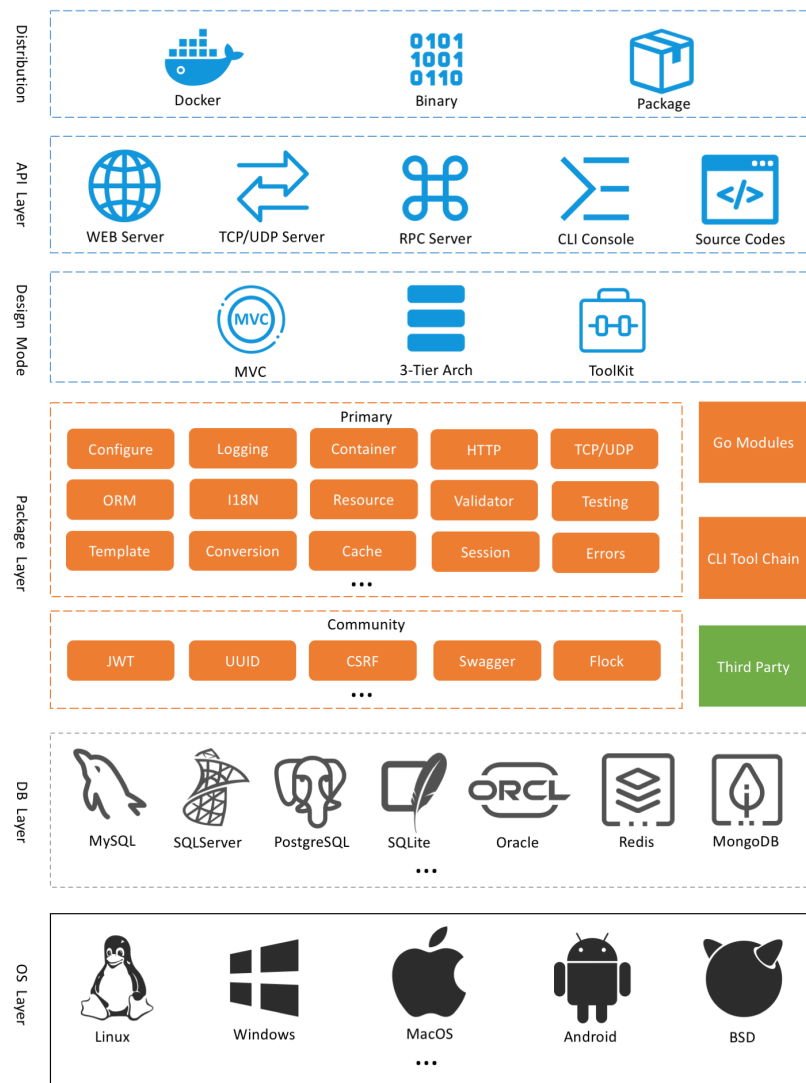 Distribution
0101
1001
0110
Docker
Binary
Package
API Layer
WEB Server
TCP/UDP Server
RPC Server
CLI Console
</>
Source Codes
Design Mode
MVC
MVC
3-Tier Arch
ToolKit
Package Layer
Primary
Configure
Logging
Container
HTTP
TCP/UDP
ORM
I18N
Resource
Validator
Testing
Template
Conversion
Cache
Session
Errors
...
Go Modules
CLI Tool Chain
Community
JWT
UUID
CSRF
Swagger
Flock
...
Third Party
DB Layer
MySQL
SQLServer
PostgreSQL
SQLite
ORCL
Oracle
Redis
MongoDB
...
OS Layer
Linux
Windows
MacOS
Android
BSD
...